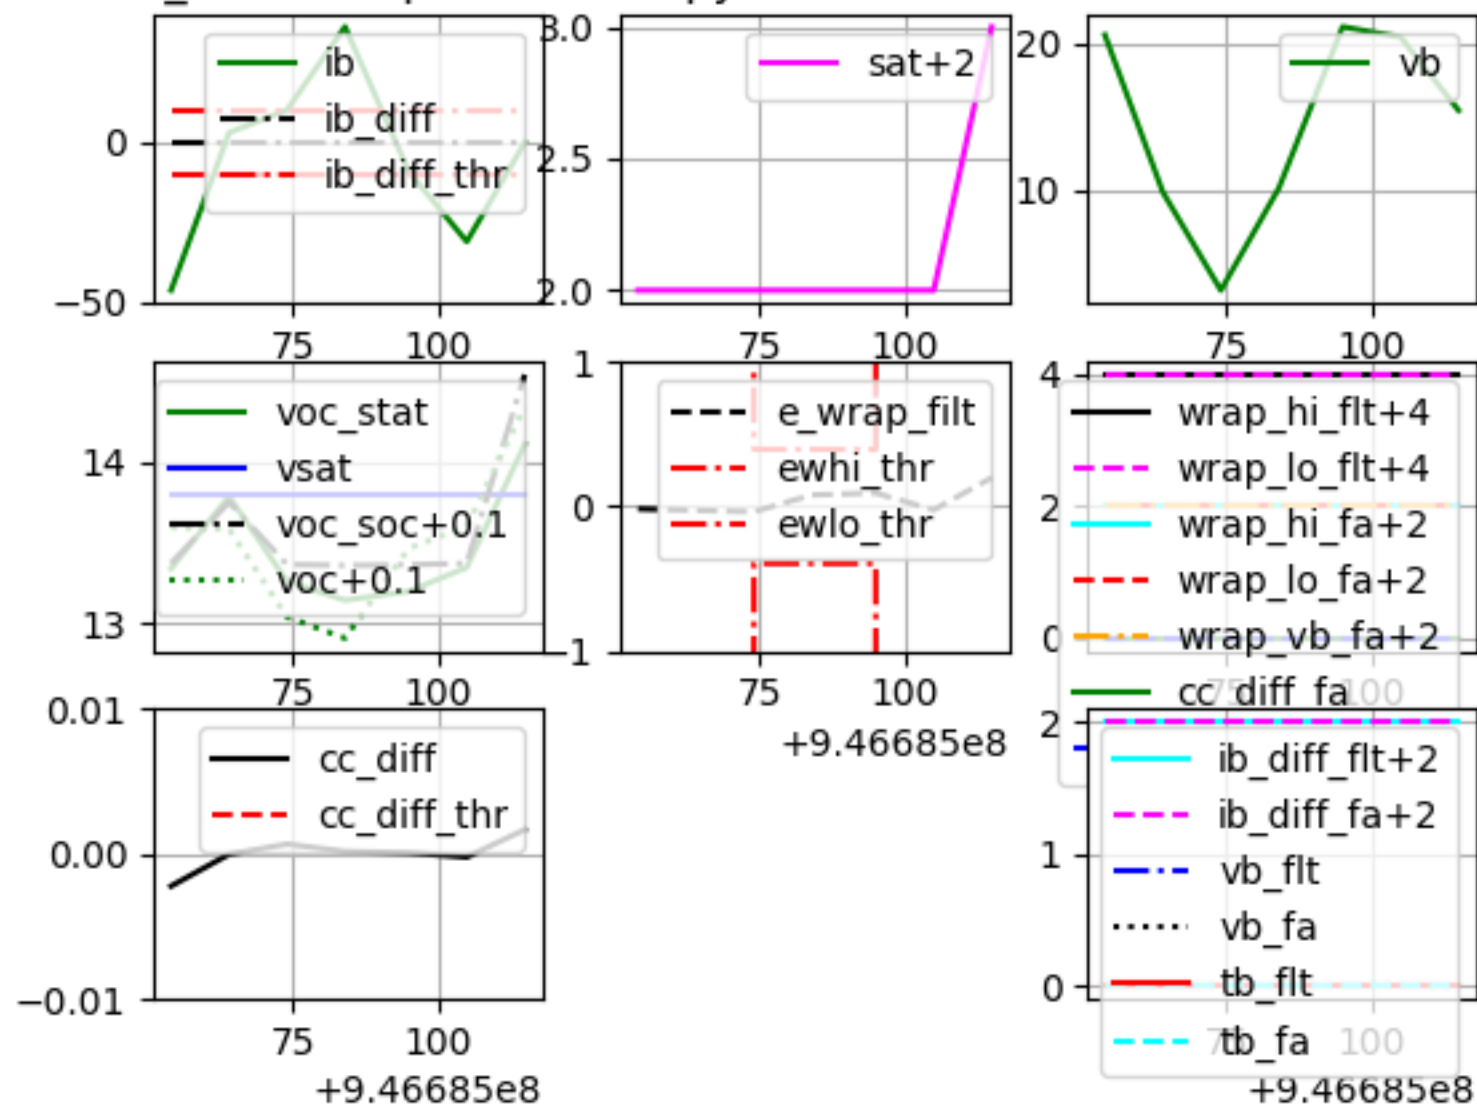 ib
ib_diff
ib_diff_thr
0
−50
75 100
sat+2
3.0
2.5
2.0
75 100
vb
20
10
75 100
voc_stat
vsat
voc_soc+0.1
voc+0.1
14
13
75 100
e_wrap_filt
ewhi_thr
ewlo_thr
1
0
−1
75 100
+9.46685e8
wrap_hi_flt+4
wrap_lo_flt+4
wrap_hi_fa+2
wrap_lo_fa+2
wrap_vb_fa+2
cc_diff_fa
4
2
0
75 100
cc_diff
cc_diff_thr
0.01
0.00
−0.01
75 100
+9.46685e8
ib_diff_flt+2
ib_diff_fa+2
vb_flt
vb_fa
tb_flt
tb_fa
2
1
0
75 100
+9.46685e8